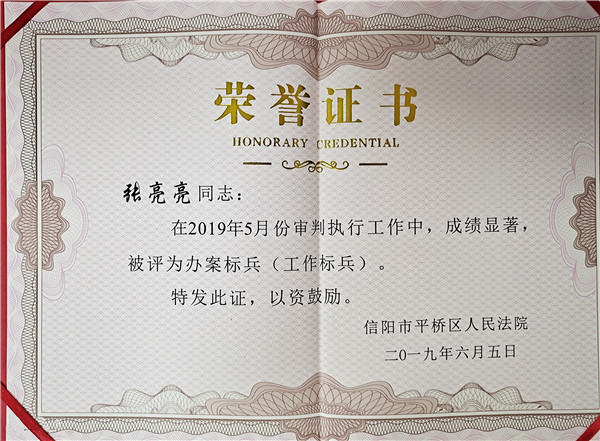 荣誉证书
HONORARY CREDENTIAL
张亮亮同志：
在2019年5月份审判执行工作中，成绩显著，
被评为办案标兵（工作标兵）。
特发此证，以资鼓励。
信阳市平桥区人民法院
二〇一九年六月五日